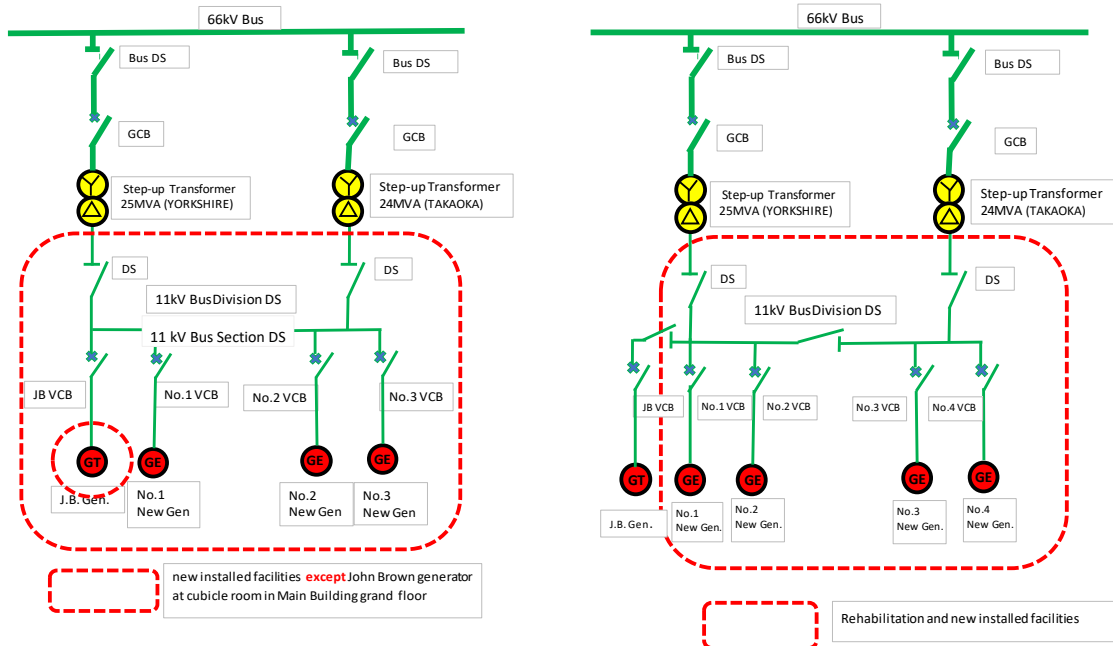 66kV Bus
Bus DS
Bus DS
GCB
GCB
Step-up Transformer
25MVA (YORKSHIRE)
Step-up Transformer
24MVA (TAKAOKA)
DS
DS
11kV BusDivision DS
11 kV Bus Section DS
JB VCB
No.1 VCB
No.2 VCB
No.3 VCB
GT
GE
GE
GE
J.B. Gen.
No.1
New Gen
No.2
New Gen
No.3
New Gen
new installed facilities except John Brown generator
at cubicle room in Main Building grand floor
66kV Bus
Bus DS
Bus DS
GCB
GCB
Step-up Transformer
25MVA (YORKSHIRE)
Step-up Transformer
24MVA (TAKAOKA)
DS
DS
11kV BusDivision DS
JB VCB
No.1 VCB
No.2 VCB
No.3 VCB
No.4 VCB
GT
GE
GE
GE
GE
J.B. Gen.
No.1
New Gen.
No.2
New Gen.
No.3
New Gen.
No.4
New Gen.
Rehabilitation and new installed facilities